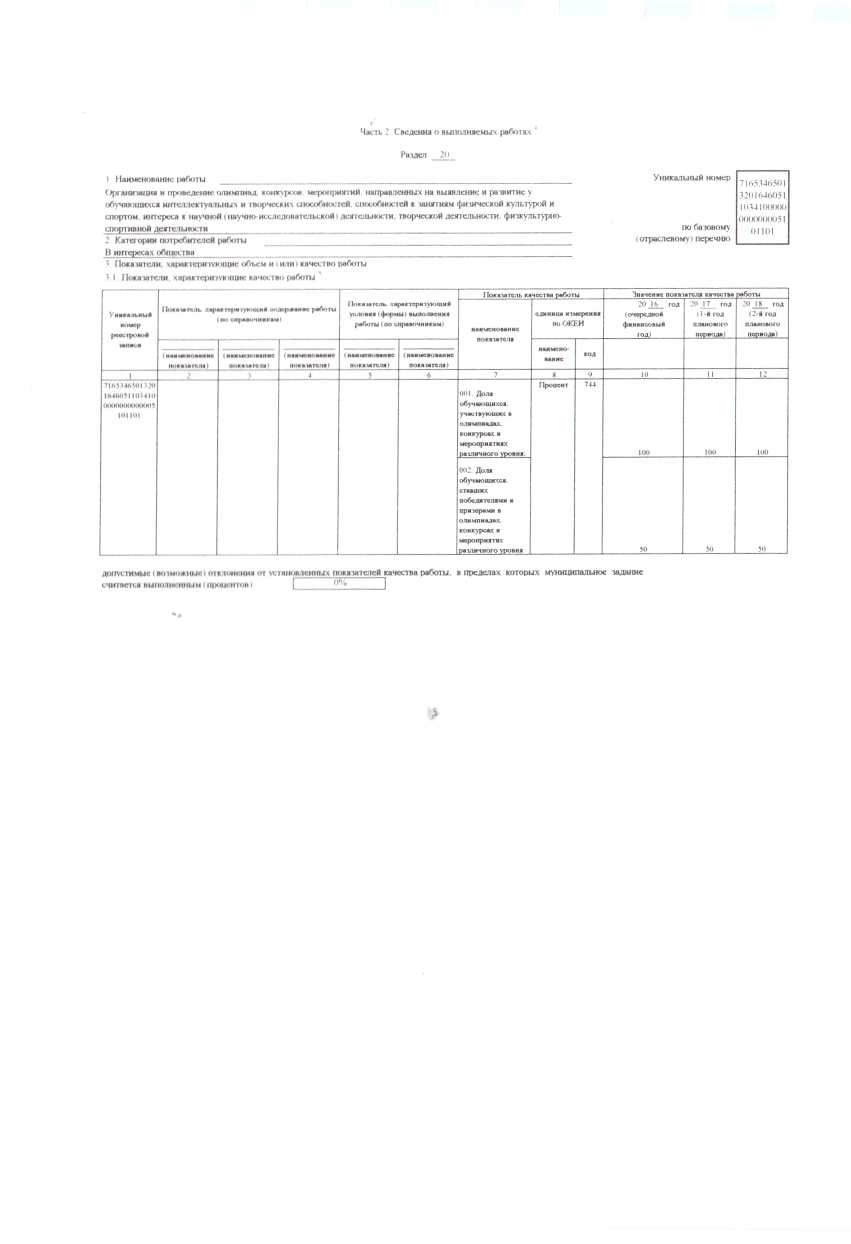 Часть 2. Сведения о выполняемых работах
Раздел 20
1. Наименование работы
Организация и проведение олимпиад, конкурсов, мероприятий, направленных на выявление и развитие у
обучающихся интеллектуальных и творческих способностей, способностей к занятиям физической культурой и
спортом, интереса к научной (научно-исследовательской) деятельности, творческой деятельности, физкультурно-
спортивной деятельности
Уникальный номер
по базовому
(отраслевому) перечню
7165346501
3201646051
1034100000
0000000051
01101
2. Категории потребителей работы
В интересах общества
3. Показатели, характеризующие объем и (или) качество работы
3.1. Показатели, характеризующие качество работы
Уникальный
номер
реестровой
записи
Показатель, характеризующий содержание работы
(по справочникам)
Показатель, характеризующий
условия (формы) выполнения
работы (по справочникам)
Показатель качества работы
Значение показателя качества работы
наименование
показателя
единица измерения
по ОКЕИ
20 16 год
(очередной
финансовый
год)
20 17 год
(1-й год
планового
периода)
20 18 год
(2-й год
планового
периода)
(наименование
показателя)
(наименование
показателя)
(наименование
показателя)
(наименование
показателя)
(наименование
показателя)
наимено-
вание
код
1 2 3 4 5 6 7 8 9 10 11 12
7165346501320
1646051103410
0000000000005
101101
001. Доля
обучающихся,
участвующих в
олимпиадах,
конкурсах и
мероприятиях
различного уровня;
Процент
744
100 100 100
002. Доля
обучающихся,
ставших
победителями и
призерами в
олимпиадах,
конкурсах и
мероприятиях
различного уровня
50 50 50
допустимые (возможные) отклонения от установленных показателей качества работы, в пределах которых муниципальное задание
считается выполненным (процентов)
0%